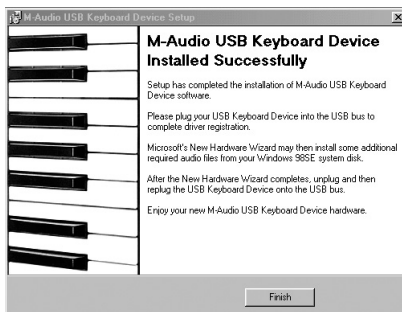 M-Audio USB Keyboard Device Setup
M-Audio USB Keyboard Device
Installed Successfully
Setup has completed the installation of M-Audio USB Keyboard
Device software.
Please plug your USB Keyboard Device into the USB bus to
complete driver registration.
Microsoft's New Hardware Wizard may then install some additional
required audio files from your Windows 98SE system disk.
After the New Hardware Wizard completes, unplug and then
replug the USB Keyboard Device onto the USB bus.
Enjoy your new M-Audio USB Keyboard Device hardware.
Finish